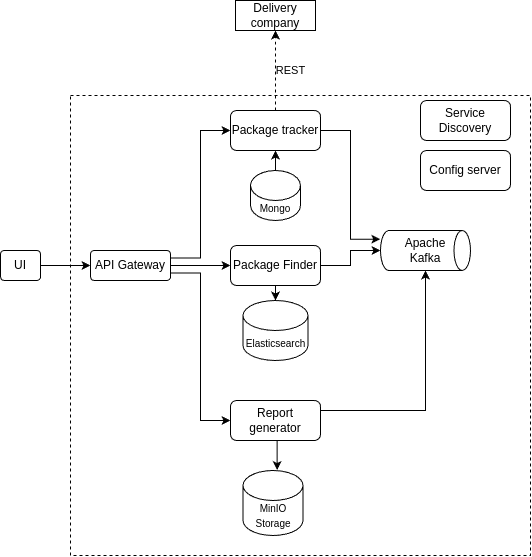 Delivery
company
REST
Package tracker
Service
Discovery
Config server
Mongo
UI
API Gateway
Package Finder
Apache
Kafka
Elasticsearch
Report
generator
MinIO
Storage